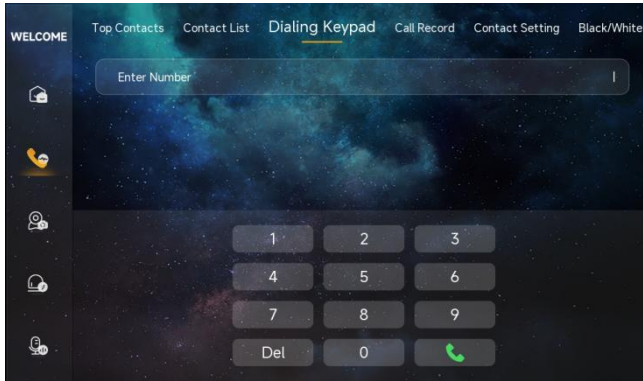 WELCOME
Top Contacts Contact List Dialing Keypad Call Record Contact Setting Black/White
Enter Number
1 2 3
4 5 6
7 8 9
Del 0